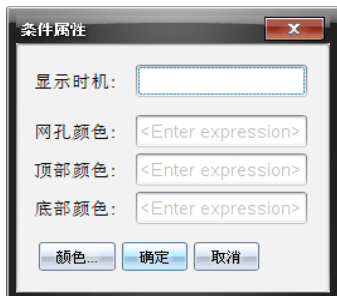 条件属性
显示时机:
网孔颜色: <Enter expression>
顶部颜色: <Enter expression>
底部颜色: <Enter expression>
颜色... 确定 取消